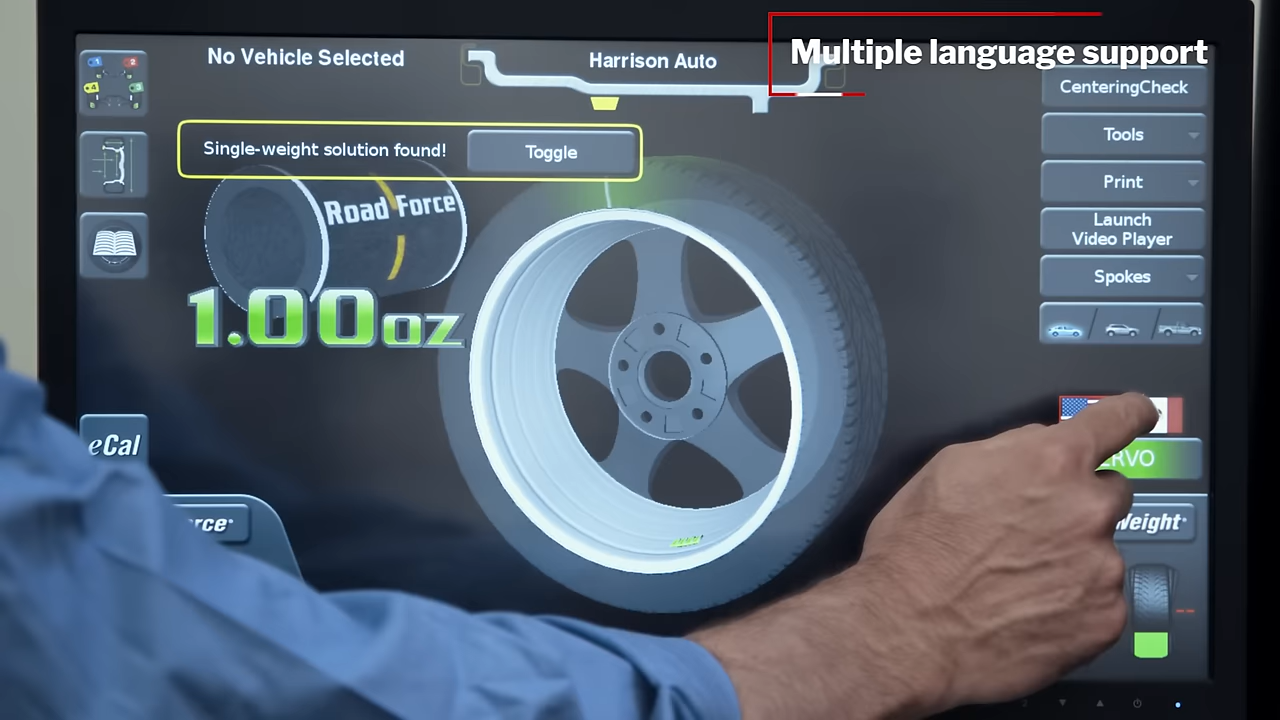 Multiple language support
No Vehicle Selected
Harrison Auto
CenteringCheck
Single-weight solution found!
Toggle
Tools
Print
Launch
Video Player
Spokes
Road Force
1.00oz
eCal